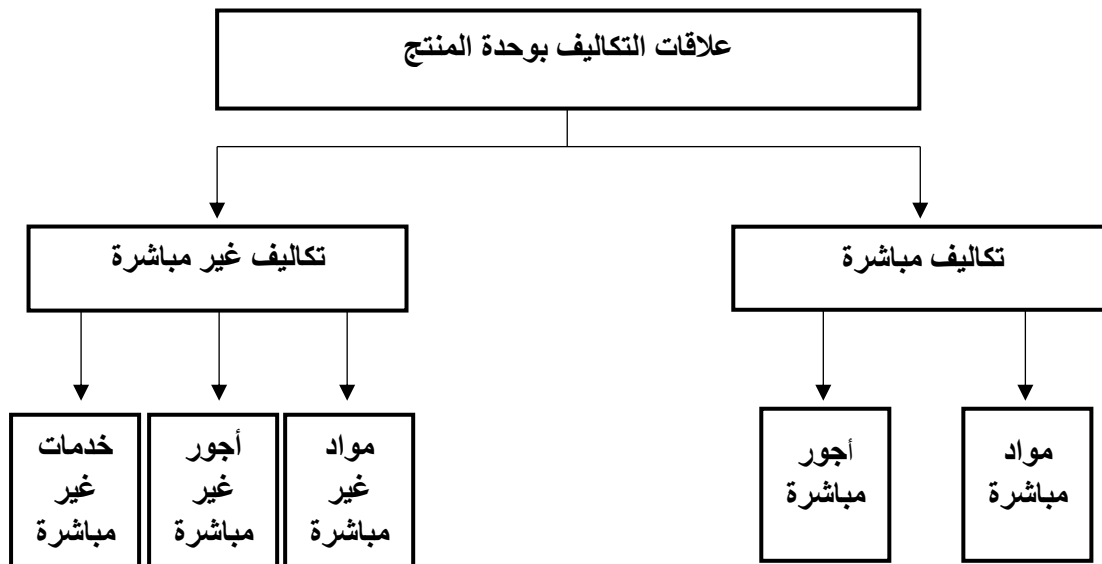 علاقات التكاليف بوحدة المنتج
تكاليف مباشرة
تكاليف غير مباشرة
مواد
مباشرة
أجور
مباشرة
مواد
غير
مباشرة
أجور
غير
مباشرة
خدمات
غير
مباشرة